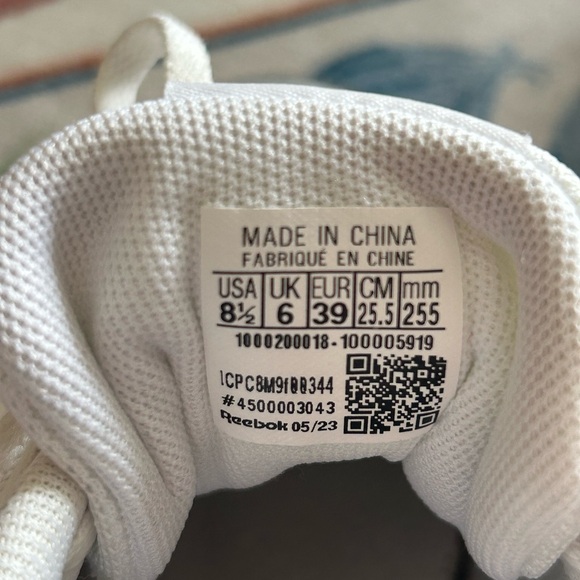 MADE IN CHINA
FABRIQUÉ EN CHINE
USA UK EUR CM mm
8½ 6 39 25.5 255
1000200018-100005919
#4500003043
Reebok 05/23